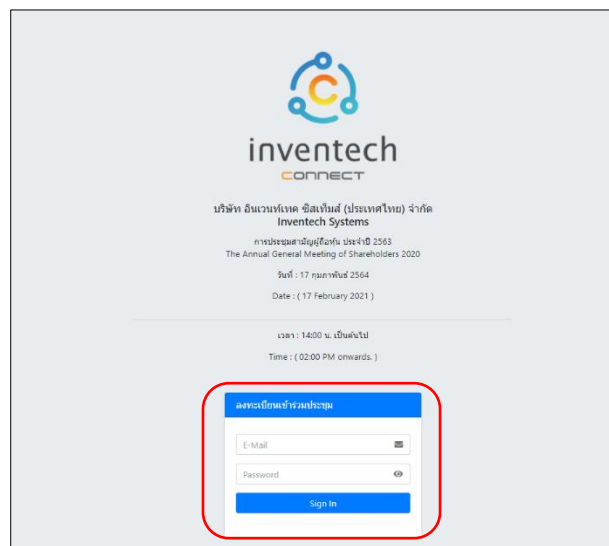 C
inventech
CONNECT
บริษัท อินเวนท์เทค ซิสเท็มส์ (ประเทศไทย) จำกัด
Inventech Systems
การประชุมสามัญผู้ถือหุ้น ประจำปี 2563
The Annual General Meeting of Shareholders 2020
วันที่ : 17 กุมภาพันธ์ 2564
Date : ( 17 February 2021 )
เวลา : 14:00 น. เป็นต้นไป
Time : ( 02:00 PM onwards. )
ลงทะเบียนเข้าร่วมประชุม
E-Mail
Password
Sign In